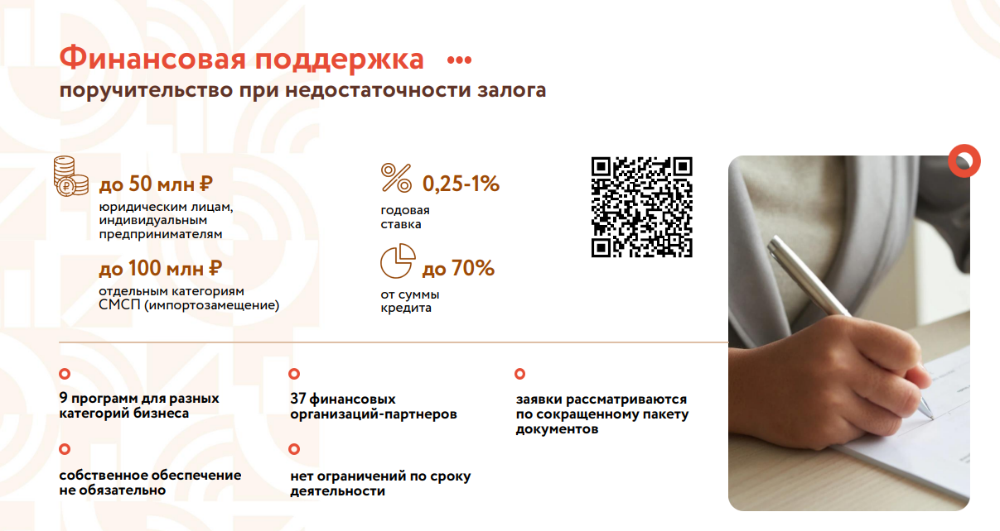 Финансовая поддержка
поручительство при недостаточности залога
до 50 млн ₽
юридическим лицам,
индивидуальным
предпринимателям
до 100 млн ₽
отдельным категориям
СМСП (импортозамещение)
0,25-1%
годовая
ставка
до 70%
от суммы
кредита
9 программ для разных
категорий бизнеса
37 финансовых
организаций-партнеров
заявки рассматриваются
по сокращенному пакету
документов
собственное обеспечение
не обязательно
нет ограничений по сроку
деятельности